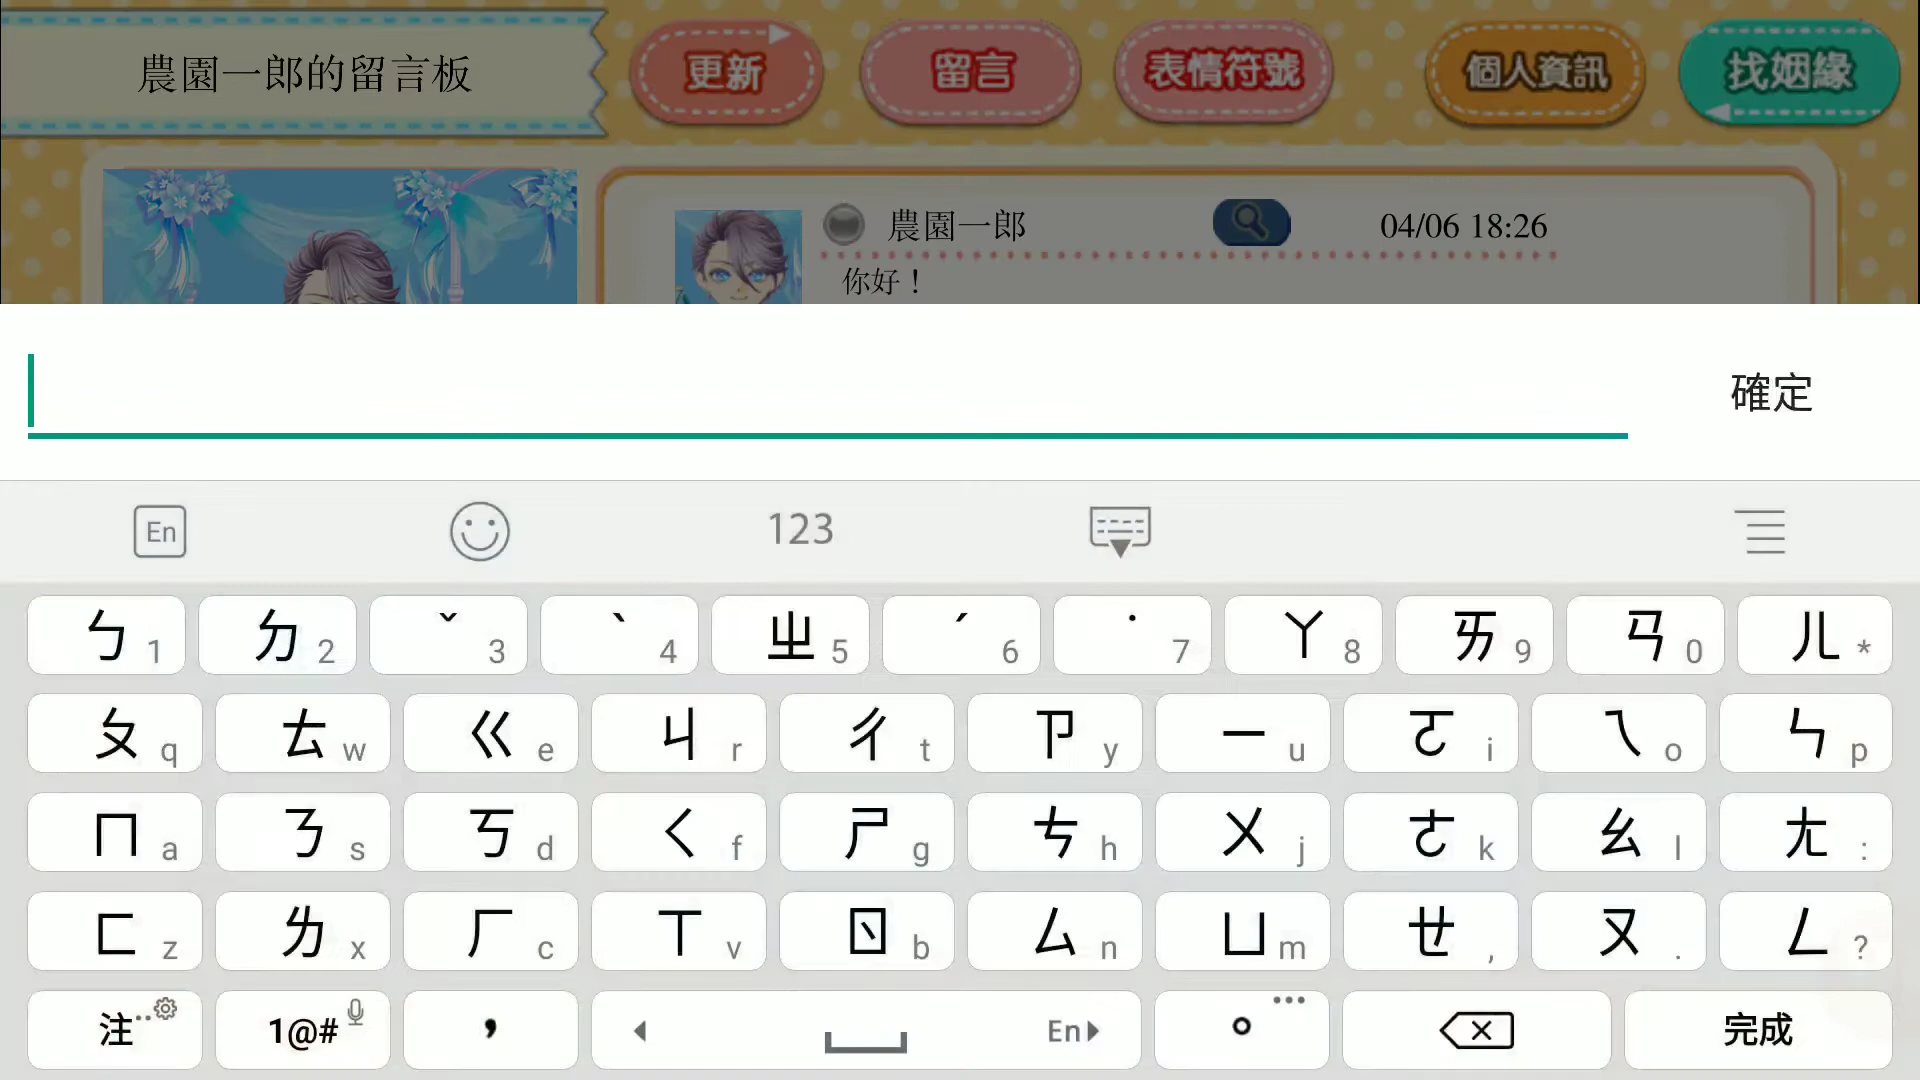 農園一郎的留言板 更新 留言 表情符號 個人資訊 找姻緣
農園一郎 04/06 18:26
你好！
確定
En 123
ㄅ 1 ㄉ 2 ˇ 3 ˋ 4 ㄓ 5 ˊ 6 ˙ 7 ㄚ 8 ㄞ 9 ㄢ 0 ㄦ *
ㄆ q ㄊ w ㄍ e ㄐ r ㄔ t ㄗ y ㄧ u ㄛ i ㄟ o ㄣ p
ㄇ a ㄋ s ㄎ d ㄑ f ㄕ g ㄘ h ㄨ j ㄜ k ㄠ l ㄤ :
ㄈ z ㄌ x ㄏ c ㄒ v ㄖ b ㄙ n ㄩ m ㄝ , ㄡ . ㄥ ?
注 1@# ， En 。 完成